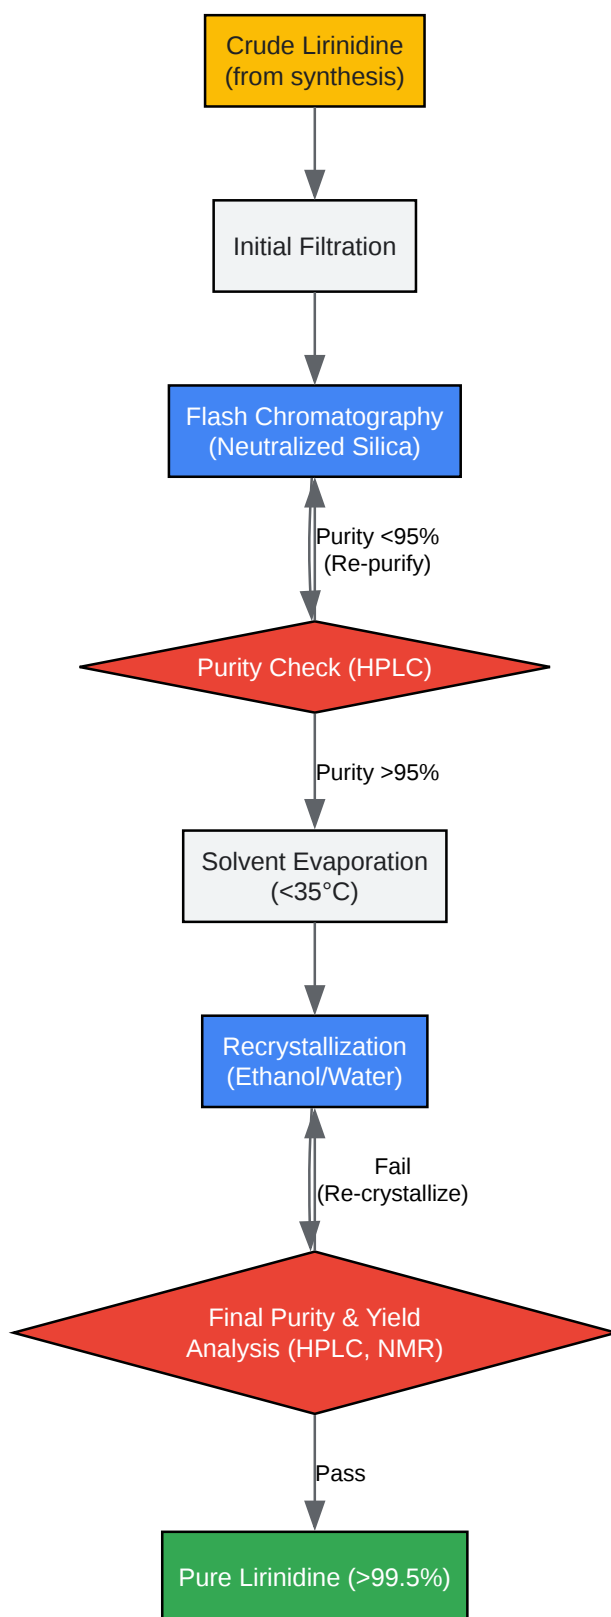 Crude Lirinidine
(from synthesis)
Initial Filtration
Flash Chromatography
(Neutralized Silica)
Purity <95%
(Re-purify)
Purity Check (HPLC)
Purity >95%
Solvent Evaporation
(<35°C)
Recrystallization
(Ethanol/Water)
Fail
(Re-crystallize)
Final Purity & Yield
Analysis (HPLC, NMR)
Pass
Pure Lirinidine (>99.5%)